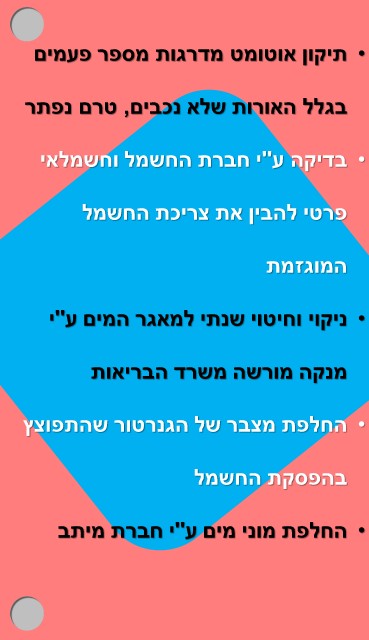 • תיקון אוטומט מדרגות מספר פעמים
בגלל האורות שלא נכבים, טרם נפתר
• בדיקה ע"י חברת החשמל וחשמלאי
פרטי להבין את צריכת החשמל
המוגזמת
• ניקוי וחיטוי שנתי למאגר המים ע"י
מנקה מורשה משרד הבריאות
• החלפת מצבר של הגנרטור שהתפוצץ
בהפסקת החשמל
• החלפת מוני מים ע"י חברת מיתב